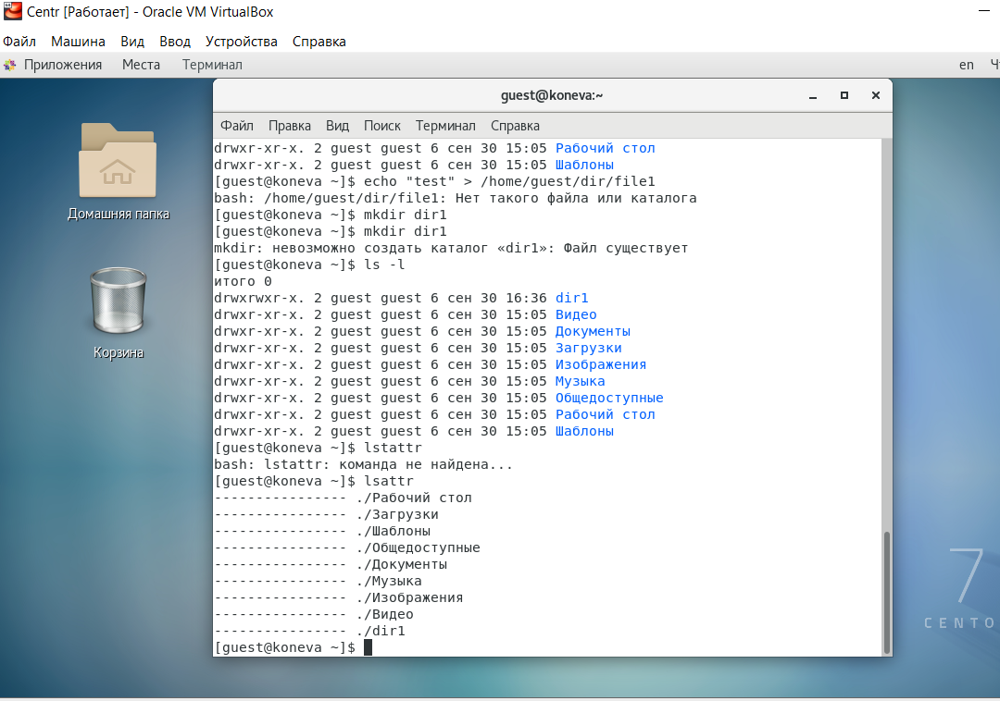 Centr [Работает] - Oracle VM VirtualBox
Файл Машина Вид Ввод Устройства Справка
Приложения Места Терминал en
guest@koneva:~
Файл Правка Вид Поиск Терминал Справка
drwxr-xr-x. 2 guest guest 6 сен 30 15:05 Рабочий стол
drwxr-xr-x. 2 guest guest 6 сен 30 15:05 Шаблоны
[guest@koneva ~]$ echo "test" > /home/guest/dir/file1
bash: /home/guest/dir/file1: Нет такого файла или каталога
[guest@koneva ~]$ mkdir dir1
[guest@koneva ~]$ mkdir dir1
mkdir: невозможно создать каталог «dir1»: Файл существует
[guest@koneva ~]$ ls -l
итого 0
drwxrwxr-x. 2 guest guest 6 сен 30 16:36 dir1
drwxr-xr-x. 2 guest guest 6 сен 30 15:05 Видео
drwxr-xr-x. 2 guest guest 6 сен 30 15:05 Документы
drwxr-xr-x. 2 guest guest 6 сен 30 15:05 Загрузки
drwxr-xr-x. 2 guest guest 6 сен 30 15:05 Изображения
drwxr-xr-x. 2 guest guest 6 сен 30 15:05 Музыка
drwxr-xr-x. 2 guest guest 6 сен 30 15:05 Общедоступные
drwxr-xr-x. 2 guest guest 6 сен 30 15:05 Рабочий стол
drwxr-xr-x. 2 guest guest 6 сен 30 15:05 Шаблоны
[guest@koneva ~]$ lstattr
bash: lstattr: команда не найдена...
[guest@koneva ~]$ lsattr
---------------- ./Рабочий стол
---------------- ./Загрузки
---------------- ./Шаблоны
---------------- ./Общедоступные
---------------- ./Документы
---------------- ./Музыка
---------------- ./Изображения
---------------- ./Видео
---------------- ./dir1
[guest@koneva ~]$
Домашняя папка
Корзина
7
CENTO